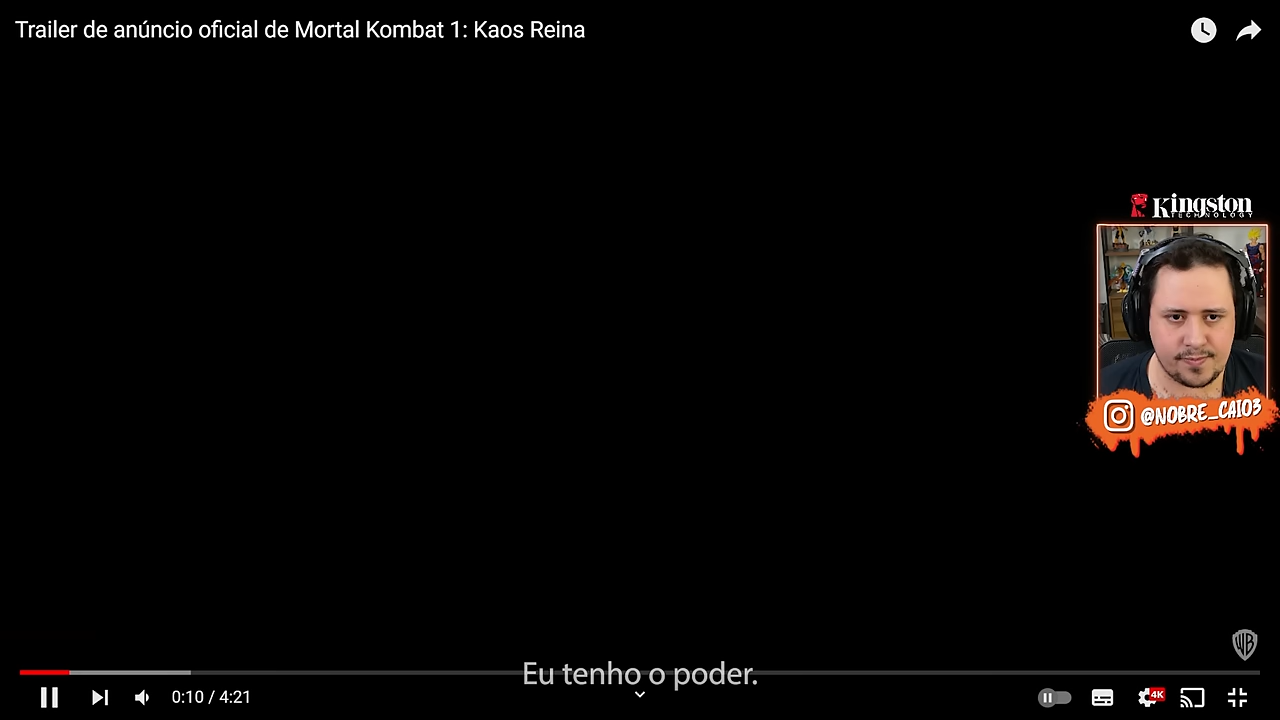 Trailer de anúncio oficial de Mortal Kombat 1: Kaos Reina
Kingston
TECHNOLOGY
@NOBRE_CAIO3
WB
Eu tenho o poder.
0:10 / 4:21
4K